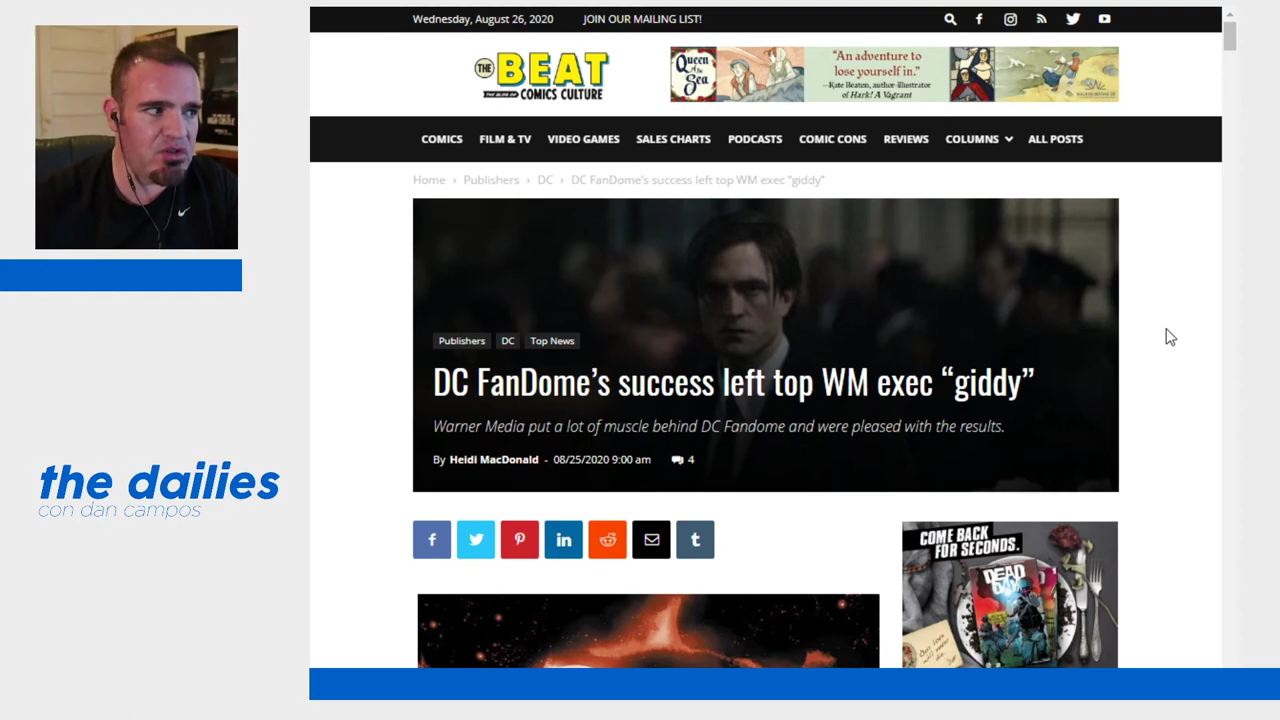 Wednesday, August 26, 2020 JOIN OUR MAILING LIST!
THE BEAT
THE BLOG OF COMICS CULTURE
Queen of the Sea
"An adventure to
lose yourself in."
—Kate Beaton, author-illustrator
of Hark! A Vagrant
COMICS FILM & TV VIDEO GAMES SALES CHARTS PODCASTS COMIC CONS REVIEWS COLUMNS ALL POSTS
Home › Publishers › DC › DC FanDome's success left top WM exec "giddy"
Publishers DC Top News
DC FanDome's success left top WM exec "giddy"
Warner Media put a lot of muscle behind DC Fandome and were pleased with the results.
By Heidi MacDonald - 08/25/2020 9:00 am 4
COME BACK
FOR SECONDS.
DEAD
DAY
the dailies
con dan campos